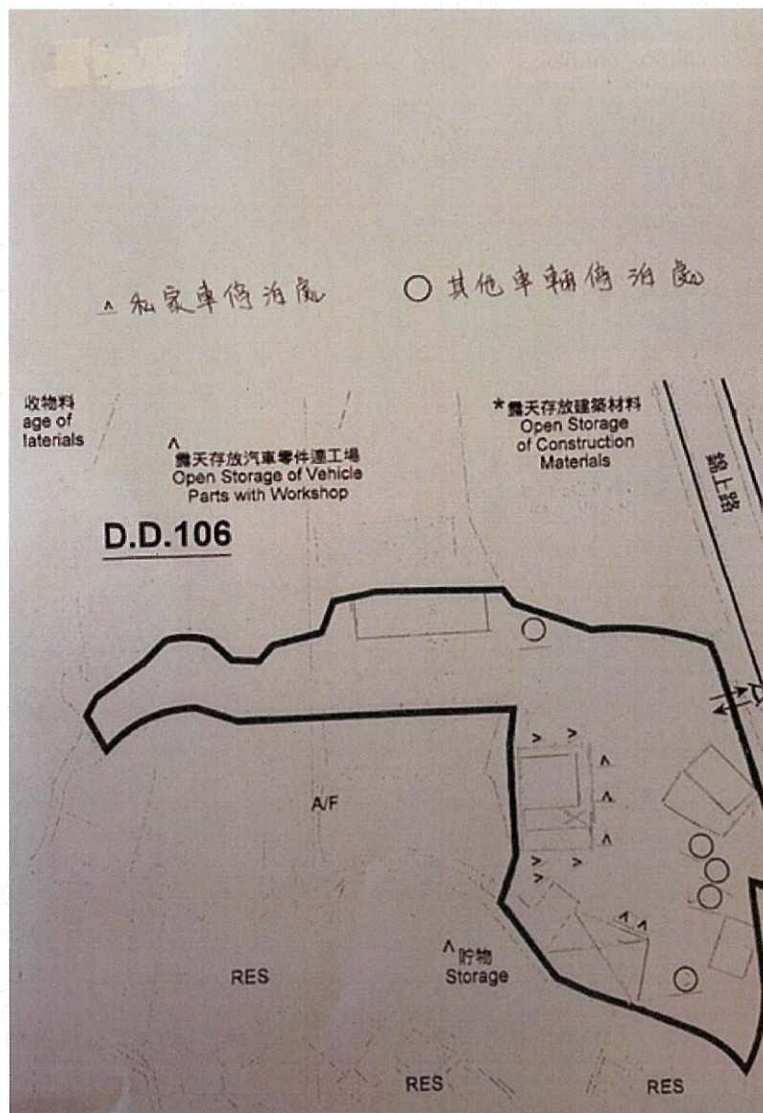 ^ 私家車停泊處
○ 其他車輛停泊處
收物料
age of
laterials
^
露天存放汽車零件連工場
Open Storage of Vehicle
Parts with Workshop
*露天存放建築材料
Open Storage
of Construction
Materials
錦上路
D.D.106
A/F
^ 貯物
Storage
RES
RES
RES